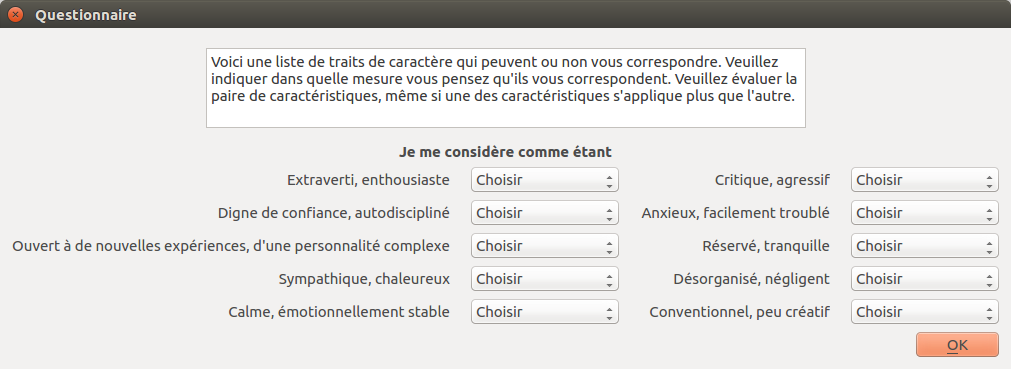 Questionnaire
Voici une liste de traits de caractère qui peuvent ou non vous correspondre. Veuillez
indiquer dans quelle mesure vous pensez qu'ils vous correspondent. Veuillez évaluer la
paire de caractéristiques, même si une des caractéristiques s'applique plus que l'autre.
Je me considère comme étant
Extraverti, enthousiaste Choisir Critique, agressif Choisir
Digne de confiance, autodiscipliné Choisir Anxieux, facilement troublé Choisir
Ouvert à de nouvelles expériences, d'une personnalité complexe Choisir Réservé, tranquille Choisir
Sympathique, chaleureux Choisir Désorganisé, négligent Choisir
Calme, émotionnellement stable Choisir Conventionnel, peu créatif Choisir
OK